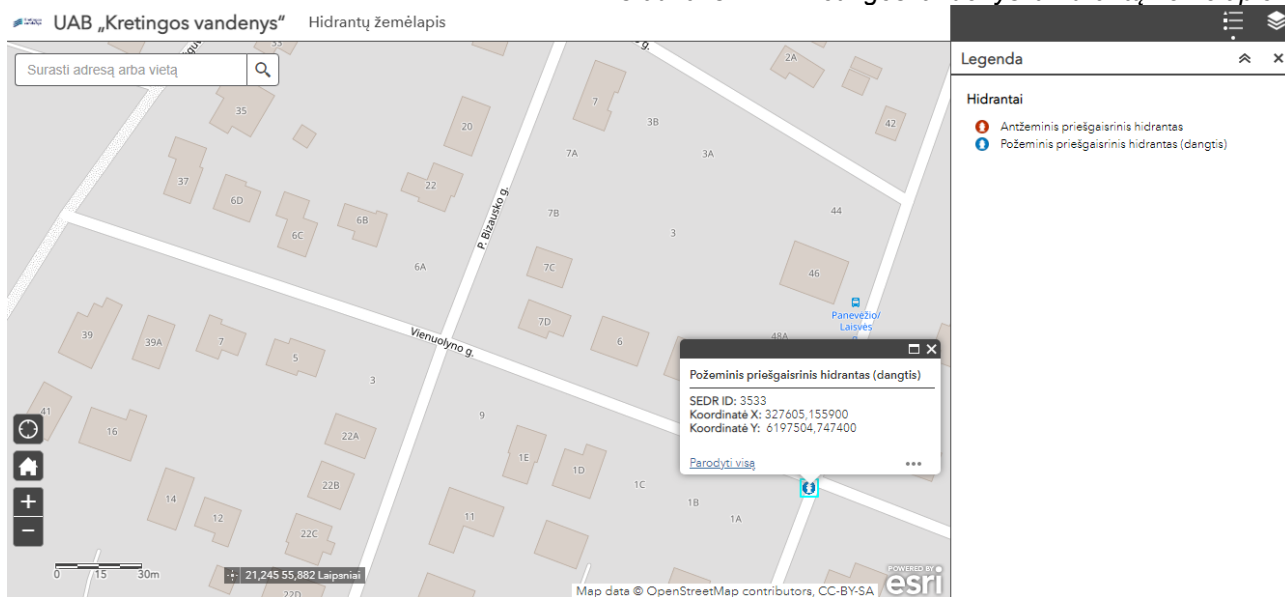 UAB „Kretingos vandenys“ Hidrantų žemėlapis
Surasti adresą arba vietą
Legenda
Hidrantai
Antžeminis priešgaisrinis hidrantas
Požeminis priešgaisrinis hidrantas (dangtis)
2A
35
7
3B
42
20
7A
3A
37
22
6D
7B
44
6B
6C
P. Bizausko g.
3
6A
7C
46
Panevėžio/
Laisvės
7D
39
39A
7
Vienuolyno g.
6
48A
5
3
Požeminis priešgaisrinis hidrantas (dangtis)
SEDR ID: 3533
Koordinatė X: 327605,155900
Koordinatė Y: 6197504,747400
Parodyti visą
41
9
16
22A
1E
1D
1C
22B
14
1B
12
11
1A
22C
0 15 30m
21,245 55,882 Laipsniai
22D
Map data © OpenStreetMap contributors, CC-BY-SA
POWERED BY
esri